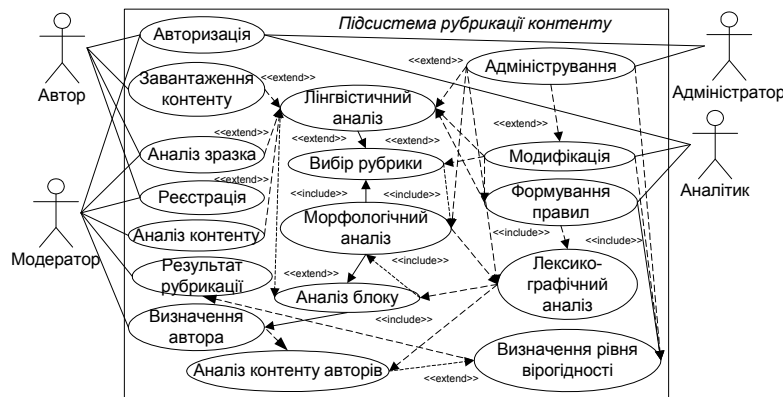 Підсистема рубрикації контенту
Авторизація
<<extend>>
Адміністрування
Автор
Завантаження
контенту
<<extend>>
Лінгвістичний
аналіз
Адміністратор
<<extend>>
<<extend>>
<<extend>>
<<extend>>
Аналіз зразка
Вибір рубрики
Модифікація
<<extend>>
Аналітик
Реєстрація
<<include>>
<<include>>
Формування
правил
Морфологічний
аналіз
Аналіз контенту
<<include>>
<<include>>
Модератор
Результат
рубрикації
<<extend>>
Лексико-
графічний
аналіз
Аналіз блоку
<<include>>
Визначення
автора
Визначення рівня
вірогідності
Аналіз контенту авторів
<<extend>>